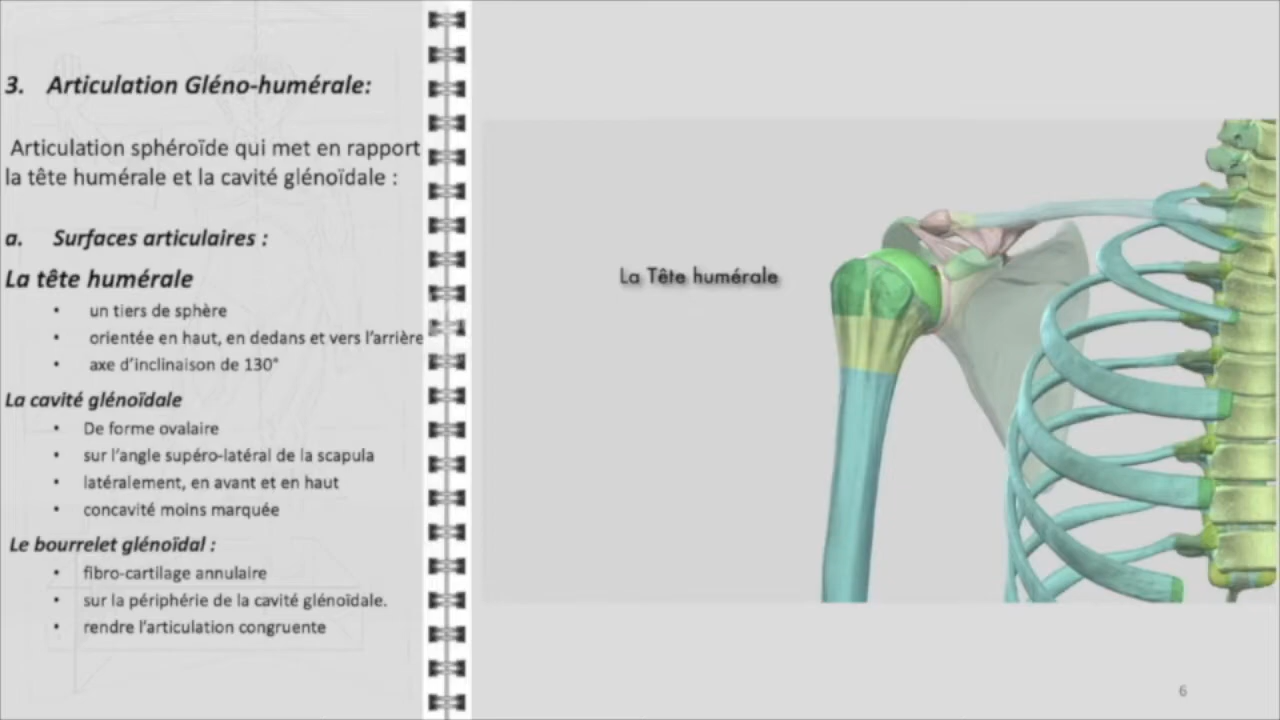 3. Articulation Gléno-humérale:
Articulation sphéroïde qui met en rapport
la tête humérale et la cavité glénoïdale :
a. Surfaces articulaires :
La tête humérale
• un tiers de sphère
• orientée en haut, en dedans et vers l'arrière
• axe d'inclinaison de 130°
La cavité glénoïdale
• De forme ovalaire
• sur l'angle supéro-latéral de la scapula
• latéralement, en avant et en haut
• concavité moins marquée
Le bourrelet glénoïdal :
• fibro-cartilage annulaire
• sur la périphérie de la cavité glénoïdale.
• rendre l'articulation congruente
La Tête humérale
6